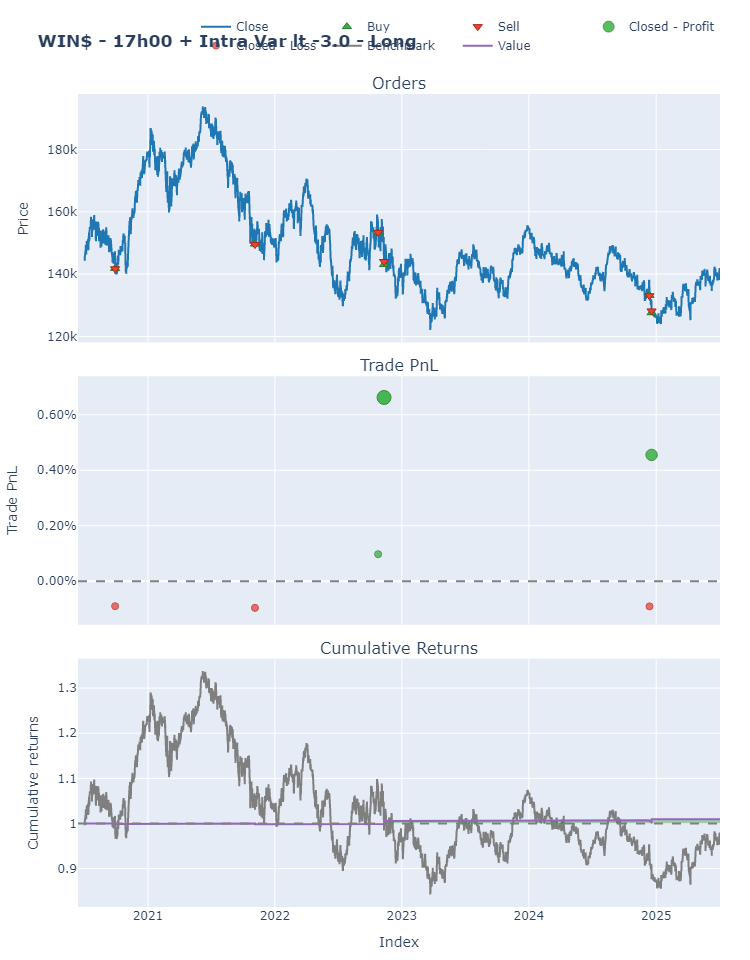 Close Buy Sell Closed - Profit
WIN$ - 17h00 + Intra Var lt -3.0 - Long
Closed - Loss Benchmark Value
Orders
180k
160k
140k
120k
Price
Trade PnL
0.60%
0.40%
0.20%
0.00%
Trade PnL
Cumulative Returns
1.3
1.2
1.1
1
0.9
Cumulative returns
2021 2022 2023 2024 2025
Index